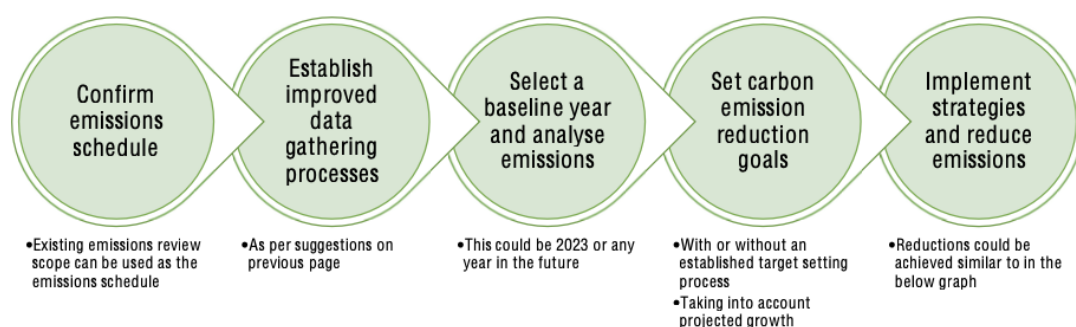 Confirm
emissions
schedule
•Existing emissions review
scope can be used as the
emissions schedule
Establish
improved
data
gathering
processes
•As per suggestions on
previous page
Select a
baseline year
and analyse
emissions
•This could be 2023 or any
year in the future
Set carbon
emission
reduction
goals
•With or without an
established target setting
process
•Taking into account
projected growth
Implement
strategies
and reduce
emissions
•Reductions could be
achieved similar to in the
below graph